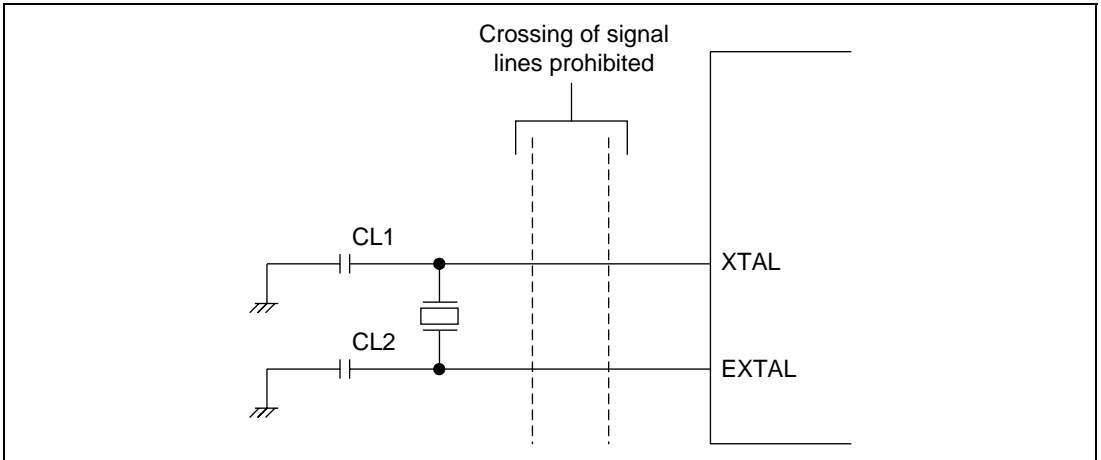 Crossing of signal
lines prohibited
CL1
XTAL
CL2
EXTAL